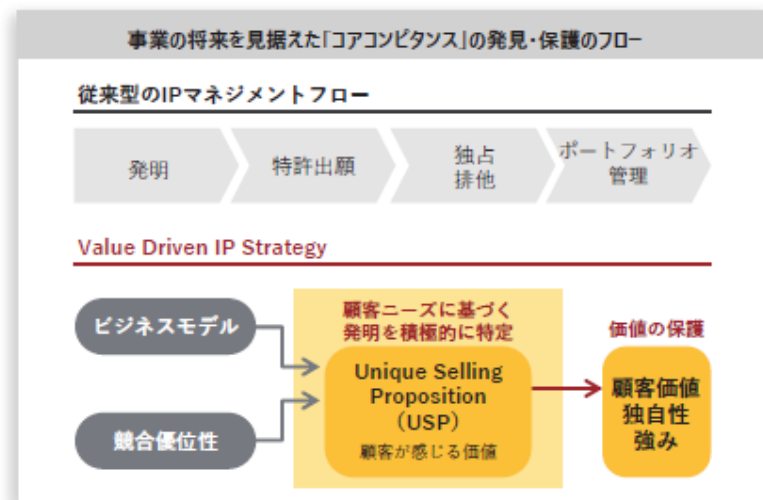 事業の将来を見据えた「コアコンピタンス」の発見・保護のフロー
従来型のIPマネジメントフロー
発明
特許出願
独占
排他
ポートフォリオ
管理
Value Driven IP Strategy
ビジネスモデル
競合優位性
顧客ニーズに基づく
発明を積極的に特定
Unique Selling
Proposition
（USP）
顧客が感じる価値
価値の保護
顧客価値
独自性
強み